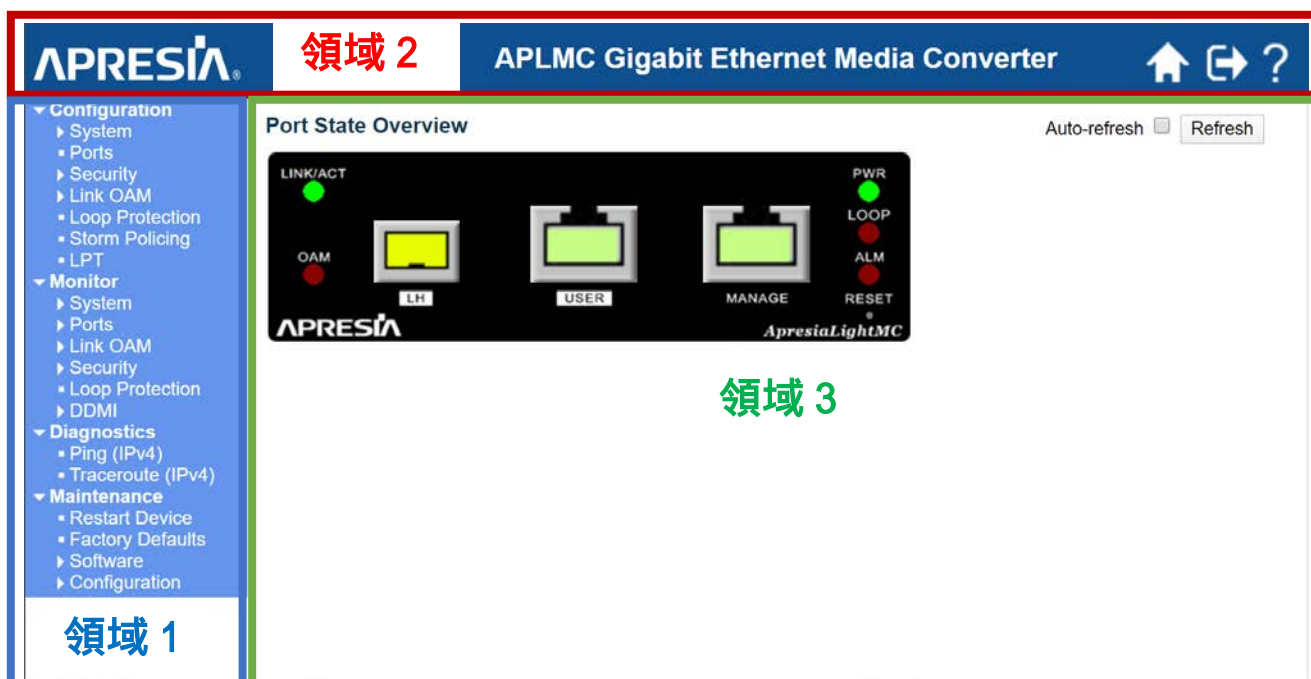 APRESIA®
領域 2
APLMC Gigabit Ethernet Media Converter
?
Configuration
System
Ports
Security
Link OAM
Loop Protection
Storm Policing
LPT
Monitor
System
Ports
Link OAM
Security
Loop Protection
DDMI
Diagnostics
Ping (IPv4)
Traceroute (IPv4)
Maintenance
Restart Device
Factory Defaults
Software
Configuration
領域 1
Port State Overview
Auto-refresh
Refresh
LINK/ACT
PWR
LOOP
OAM
ALM
LH
USER
MANAGE
RESET
APRESIA
ApresiaLightMC
領域 3